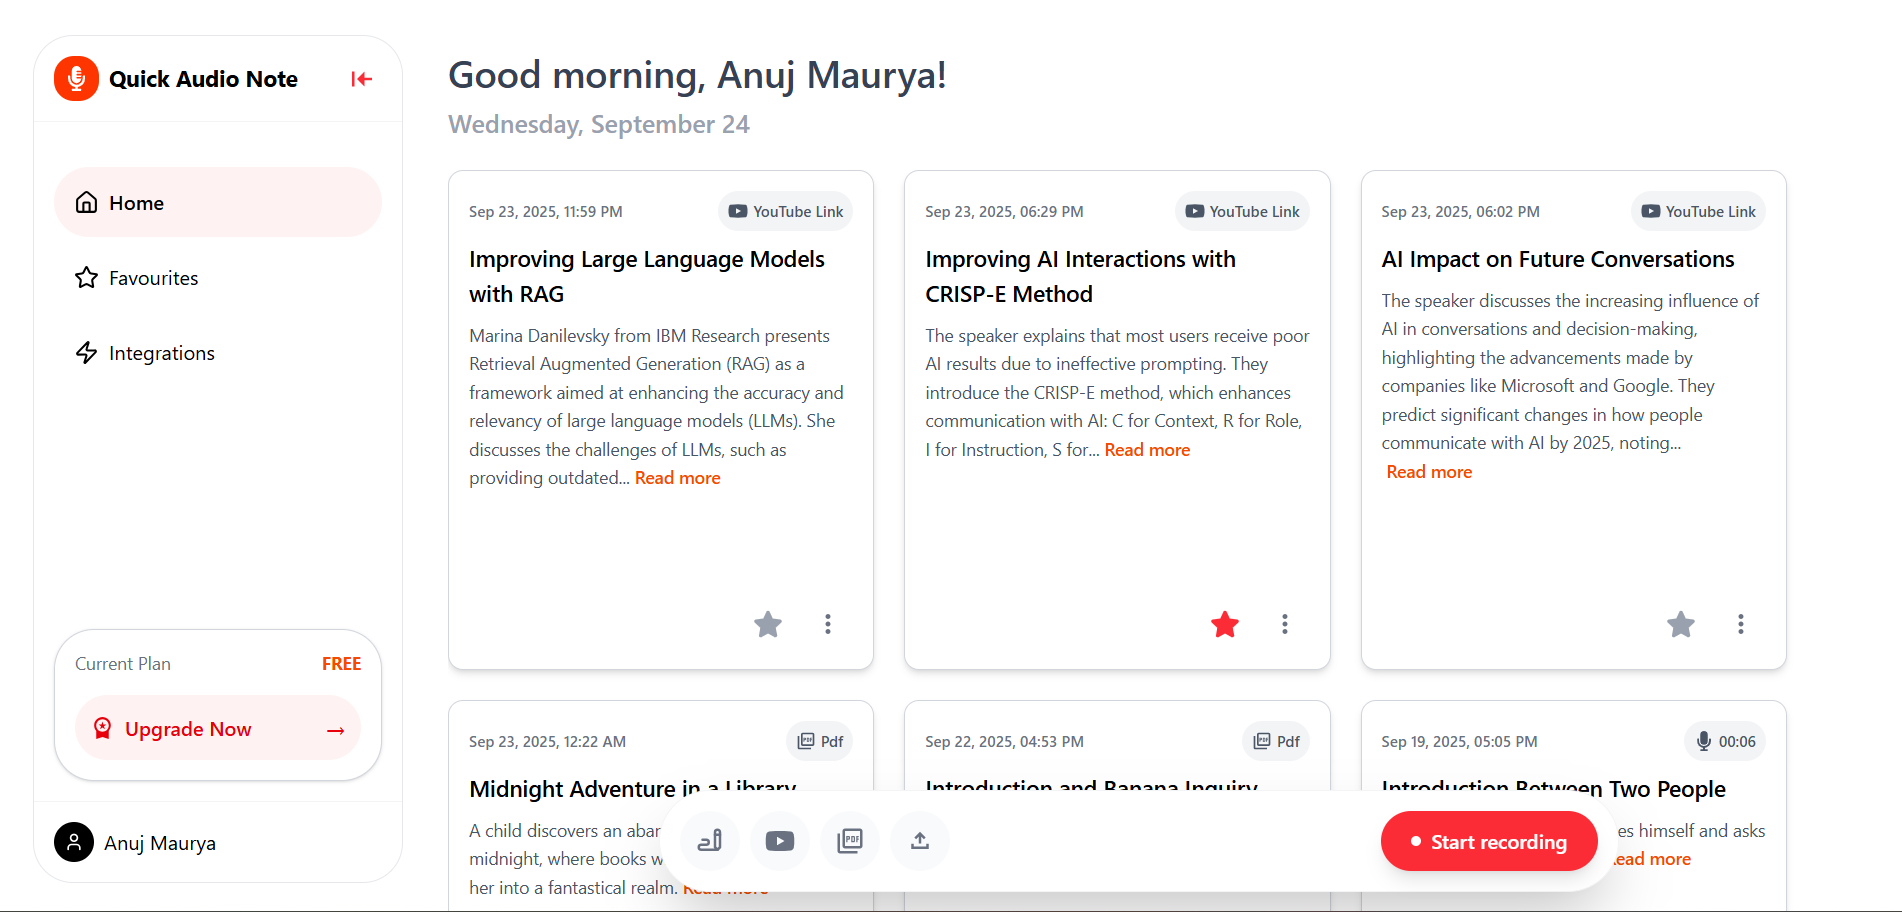 Quick Audio Note
Home
Favourites
Integrations
Current Plan
FREE
Upgrade Now →
Anuj Maurya
Good morning, Anuj Maurya!
Wednesday, September 24
Sep 23, 2025, 11:59 PM
YouTube Link
Improving Large Language Models
with RAG
Marina Danilevsky from IBM Research presents
Retrieval Augmented Generation (RAG) as a
framework aimed at enhancing the accuracy and
relevancy of large language models (LLMs). She
discusses the challenges of LLMs, such as
providing outdated... Read more
Sep 23, 2025, 06:29 PM
YouTube Link
Improving AI Interactions with
CRISP-E Method
The speaker explains that most users receive poor
AI results due to ineffective prompting. They
introduce the CRISP-E method, which enhances
communication with AI: C for Context, R for Role,
I for Instruction, S for... Read more
Sep 23, 2025, 06:02 PM
YouTube Link
AI Impact on Future Conversations
The speaker discusses the increasing influence of
AI in conversations and decision-making,
highlighting the advancements made by
companies like Microsoft and Google. They
predict significant changes in how people
communicate with AI by 2025, noting...
Read more
Sep 23, 2025, 12:22 AM
Pdf
Midnight Adventure in a Library
A child discovers an abar
midnight, where books w
her into a fantastical realm. Read more
Sep 22, 2025, 04:53 PM
Pdf
Introduction and Banana Inquiry
Sep 19, 2025, 05:05 PM
00:06
Introduction Between Two People
es himself and asks
ead more
PDF
Start recording